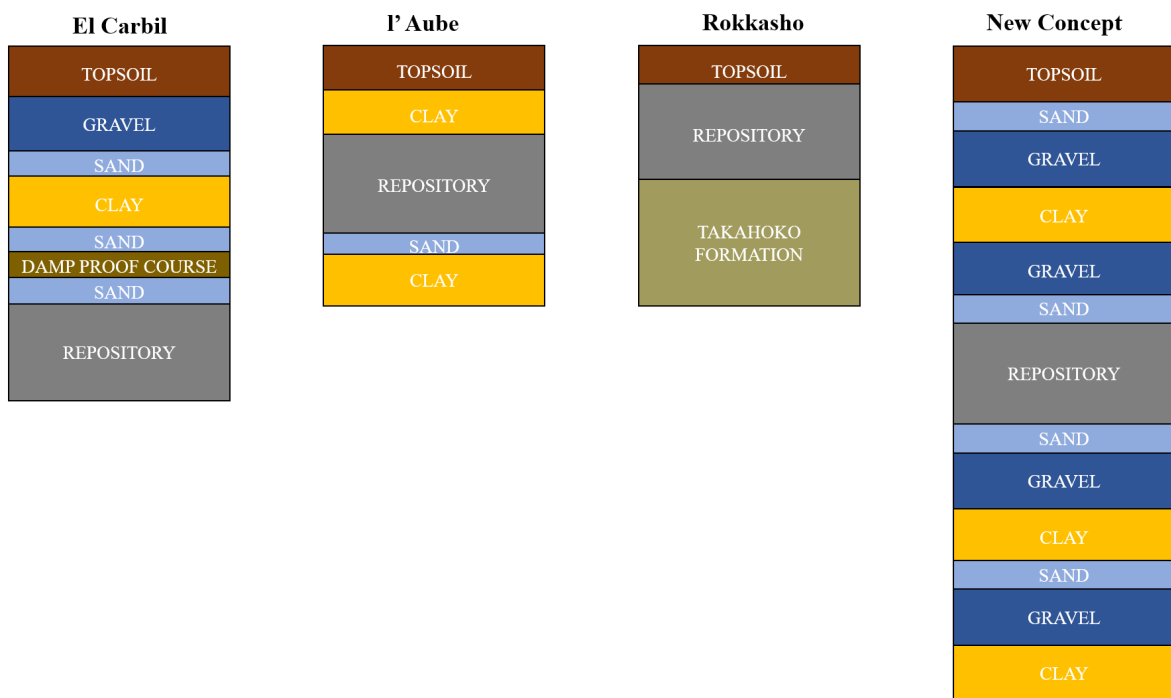 El Carbil
TOPSOIL
GRAVEL
SAND
CLAY
SAND
DAMP PROOF COURSE
SAND
REPOSITORY
l’ Aube
TOPSOIL
CLAY
REPOSITORY
SAND
CLAY
Rokkasho
TOPSOIL
REPOSITORY
TAKAHOKO
FORMATION
New Concept
TOPSOIL
SAND
GRAVEL
CLAY
GRAVEL
SAND
REPOSITORY
SAND
GRAVEL
CLAY
SAND
GRAVEL
CLAY